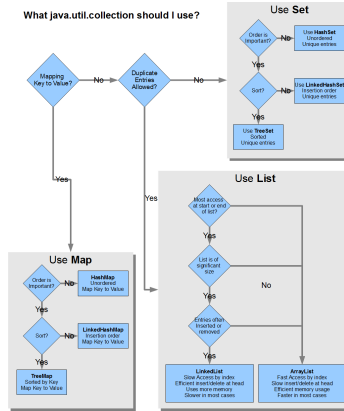 What java.util.collection should I use?
Use Set
Order is
Important?
No
Use HashSet
Unordered
Unique entries
Yes
Sort?
No
Use LinkedHashSet
Insertion order
Unique entries
Yes
Use TreeSet
Sorted
Unique entries
Mapping
Key to Value?
No
Duplicate
Entries
Allowed?
No
Yes
Yes
Use List
Most access
at start or end
of list?
Yes
List is of
significant
size
No
Yes
Entries often
Inserted or
removed
Yes
LinkedList
Slow Access by index
Efficient insert/delete at head
Uses more memory
Slower in most cases
ArrayList
Fast Access by index
Slow insert/delete at head
Efficient memory usage
Faster in most cases
Use Map
Order is
Important?
No
HashMap
Unordered
Map Key to Value
Yes
Sort?
No
LinkedHashMap
Insertion order
Map Key to Value
Yes
TreeMap
Sorted by Key
Map Key to Value